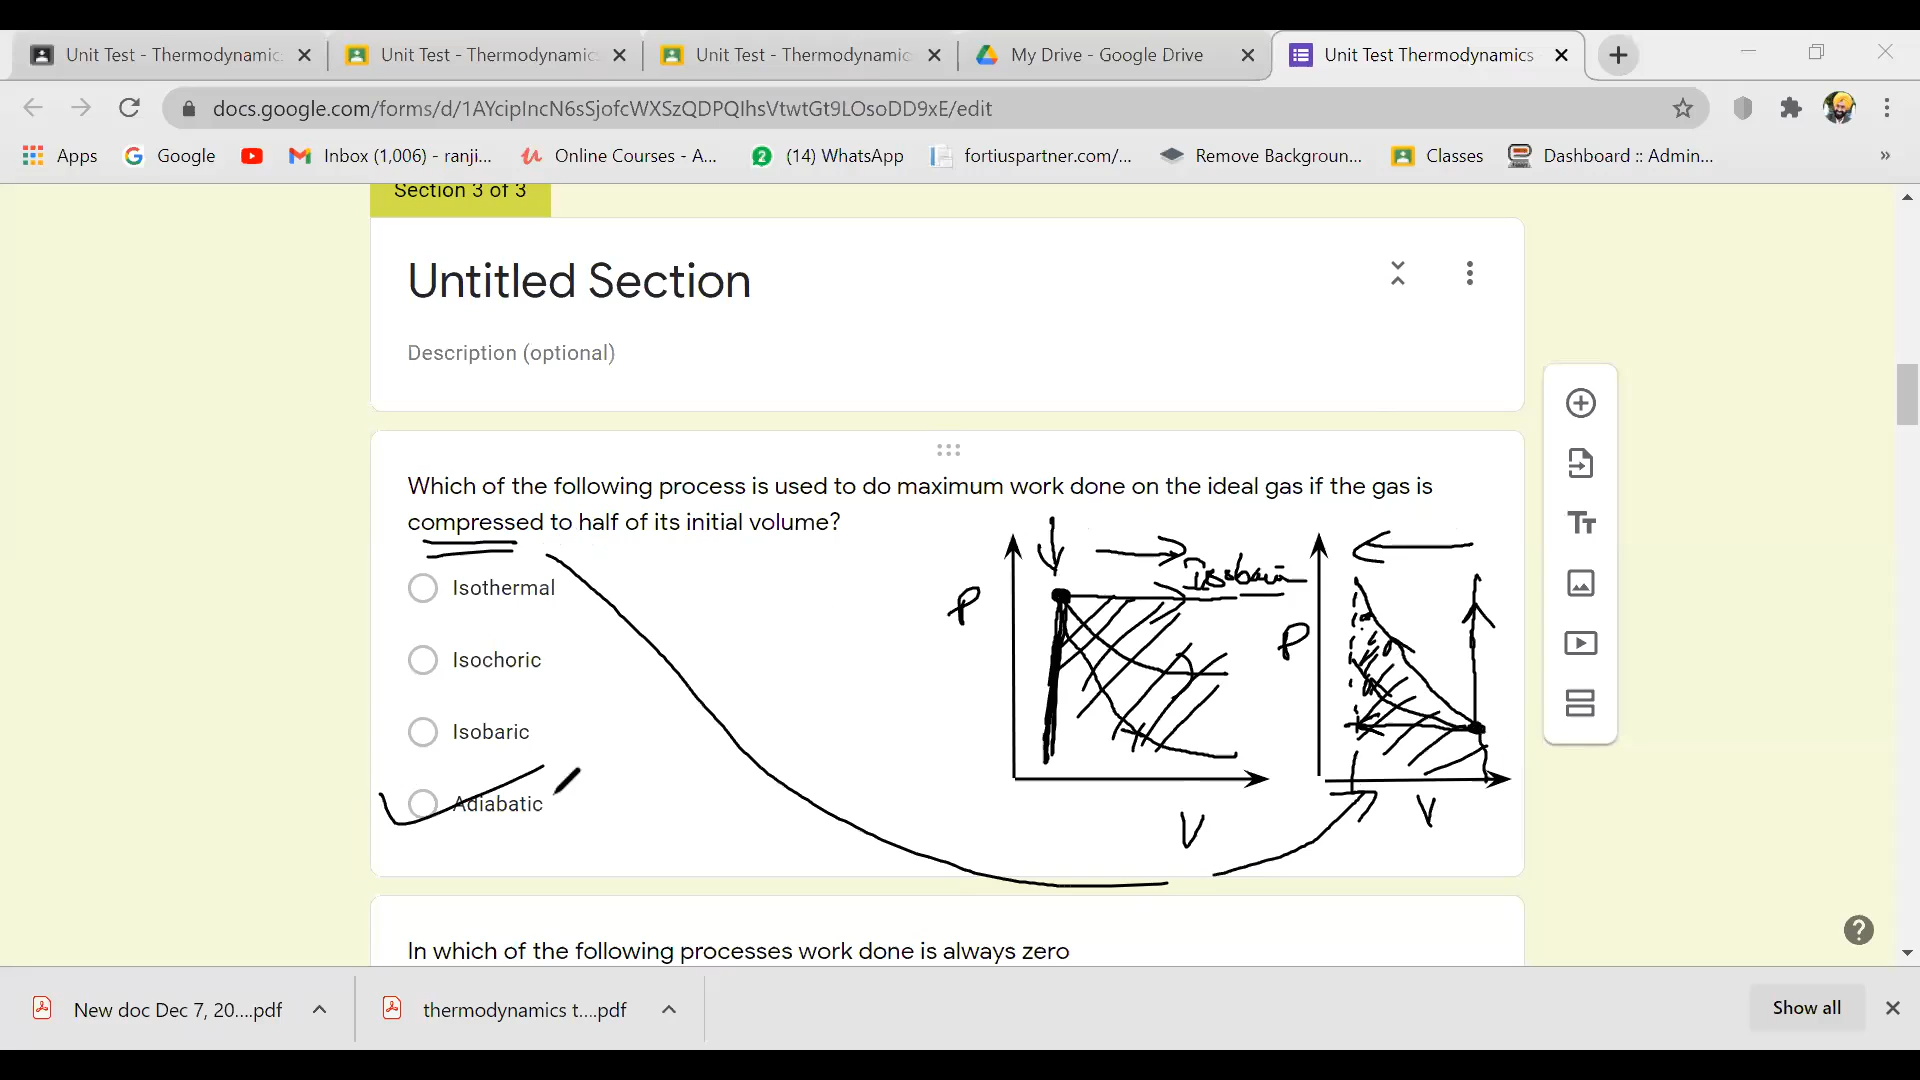 Unit Test - Thermodynamic
Unit Test - Thermodynamic
Unit Test - Thermodynamic
My Drive - Google Drive
Unit Test Thermodynamics
docs.google.com/forms/d/1AYcipIncN6sSjofcWXSzQDPQIhsVtwtGt9LOsoDD9xE/edit
Apps
Google
Inbox (1,006) - ranji...
Online Courses - A...
2
(14) WhatsApp
fortiuspartner.com/...
Remove Backgroun...
Classes
Dashboard :: Admin...
»
Section 3 of 3
Untitled Section
Description (optional)
Which of the following process is used to do maximum work done on the ideal gas if the gas is
compressed to half of its initial volume?
Isothermal
Isochoric
Isobaric
Adiabatic
P
Isobaric
V
P
V
Tт
In which of the following processes work done is always zero
New doc Dec 7, 20....pdf
thermodynamics t....pdf
Show all